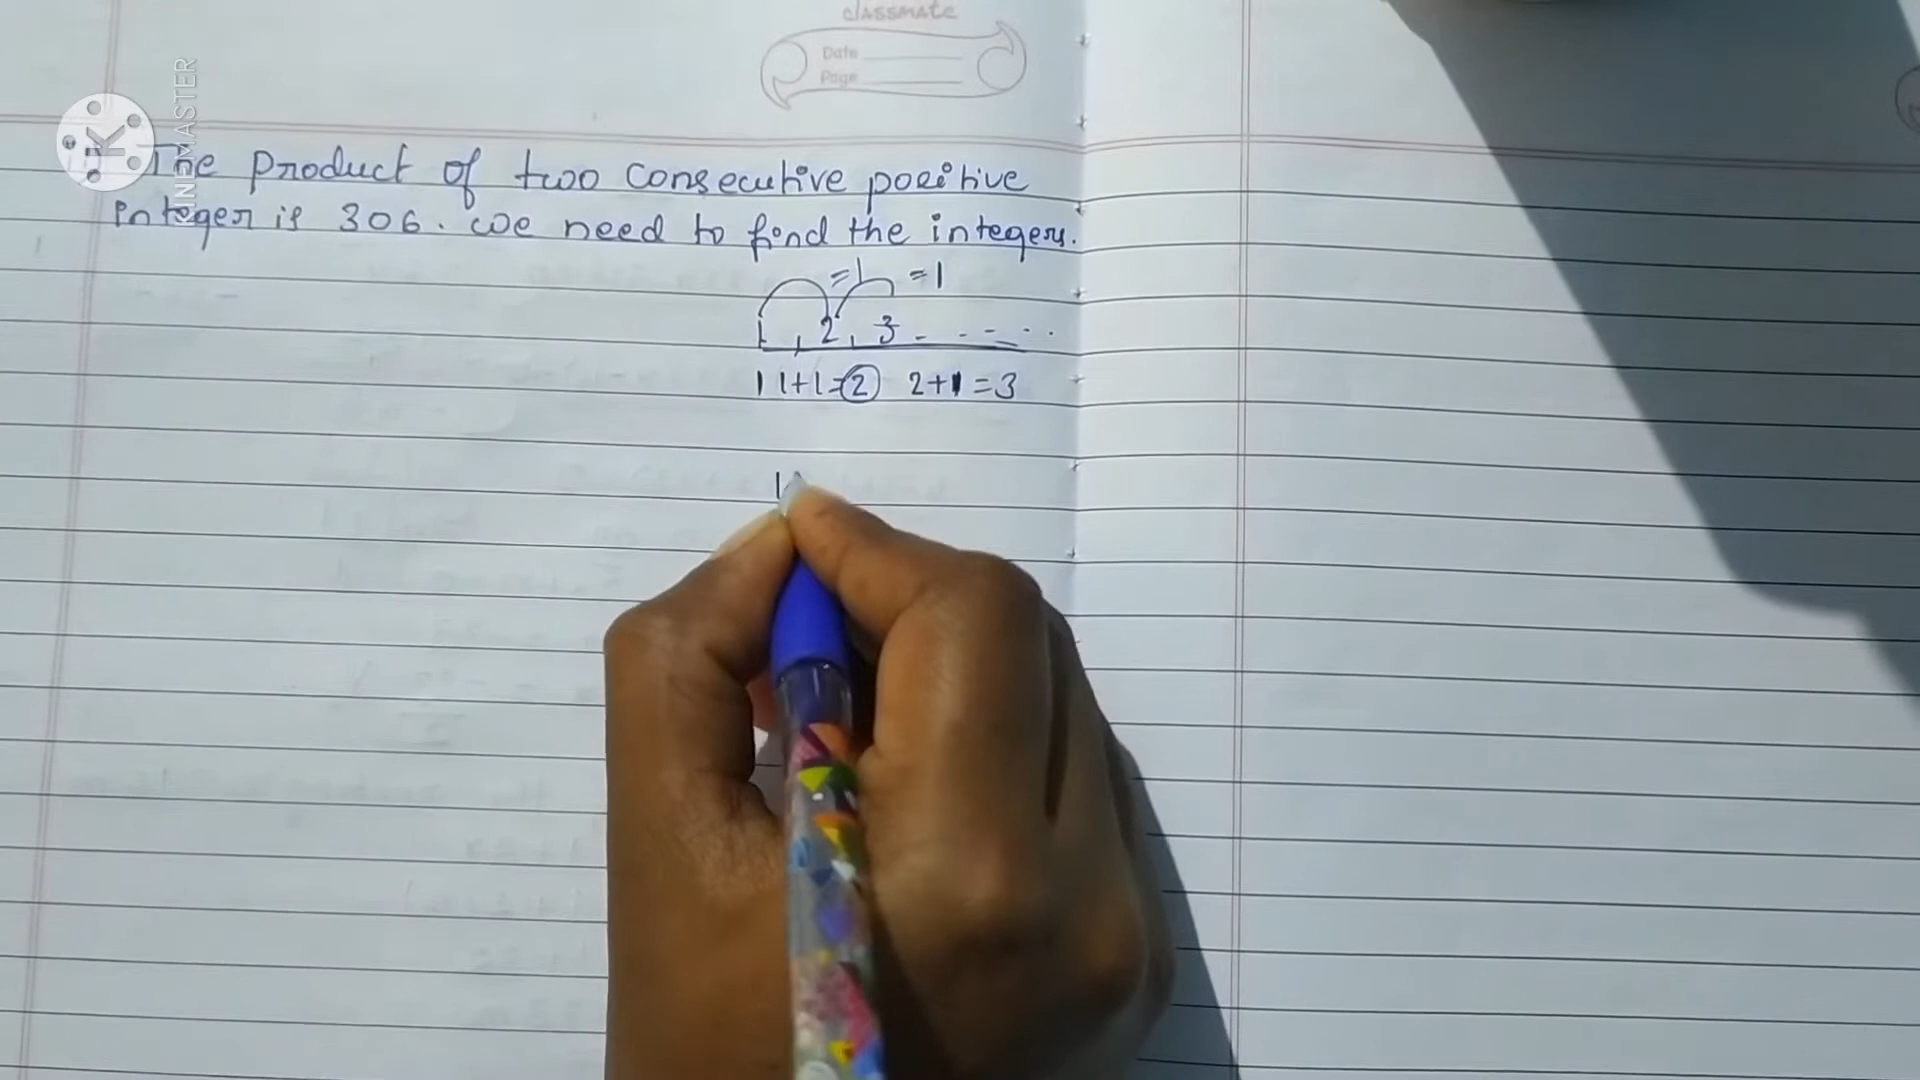 classmate
Date
Page
KINEMASTER
The product of two consecutive positive
integer is 306. we need to find the integers.
=1 =1
1, 2, 3 - - - - ..
1 1+1=2 2+1=3